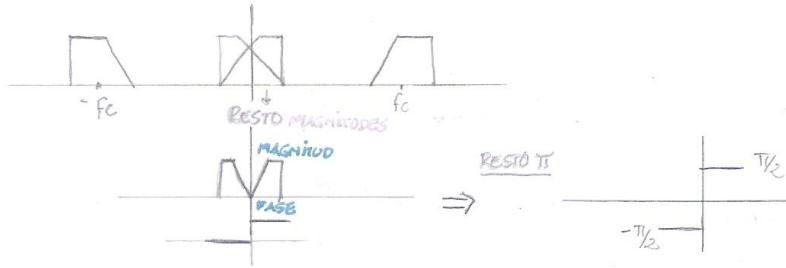 -fc
fc
RESTO MAGNITUDES
MAGNITUD
FASE
RESTO π
π/2
-π/2